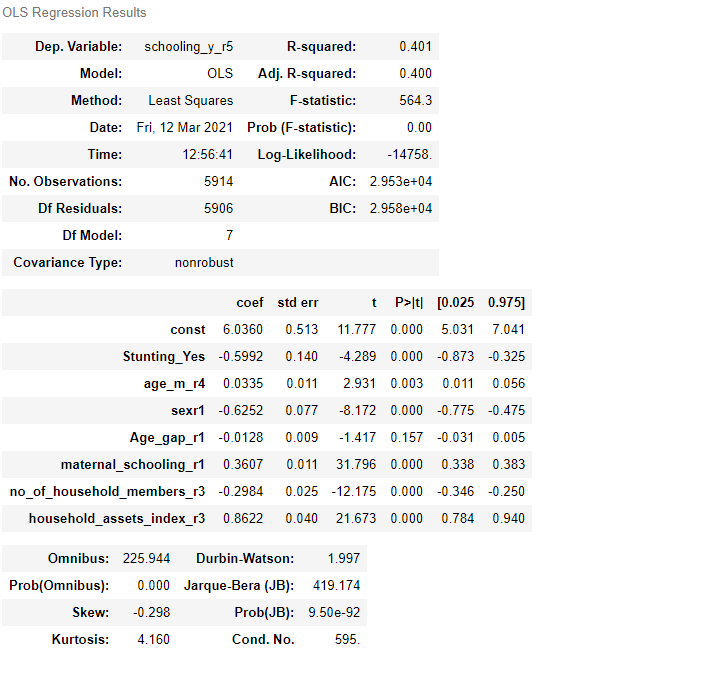 OLS Regression Results
Dep. Variable: schooling_y_r5 R-squared: 0.401
Model: OLS Adj. R-squared: 0.400
Method: Least Squares F-statistic: 564.3
Date: Fri, 12 Mar 2021 Prob (F-statistic): 0.00
Time: 12:56:41 Log-Likelihood: -14758.
No. Observations: 5914 AIC: 2.953e+04
Df Residuals: 5906 BIC: 2.958e+04
Df Model: 7
Covariance Type: nonrobust
coef std err t P>|t| [0.025 0.975]
const 6.0360 0.513 11.777 0.000 5.031 7.041
Stunting_Yes -0.5992 0.140 -4.289 0.000 -0.873 -0.325
age_m_r4 0.0335 0.011 2.931 0.003 0.011 0.056
sexr1 -0.6252 0.077 -8.172 0.000 -0.775 -0.475
Age_gap_r1 -0.0128 0.009 -1.417 0.157 -0.031 0.005
maternal_schooling_r1 0.3607 0.011 31.796 0.000 0.338 0.383
no_of_household_members_r3 -0.2984 0.025 -12.175 0.000 -0.346 -0.250
household_assets_index_r3 0.8622 0.040 21.673 0.000 0.784 0.940
Omnibus: 225.944 Durbin-Watson: 1.997
Prob(Omnibus): 0.000 Jarque-Bera (JB): 419.174
Skew: -0.298 Prob(JB): 9.50e-92
Kurtosis: 4.160 Cond. No. 595.